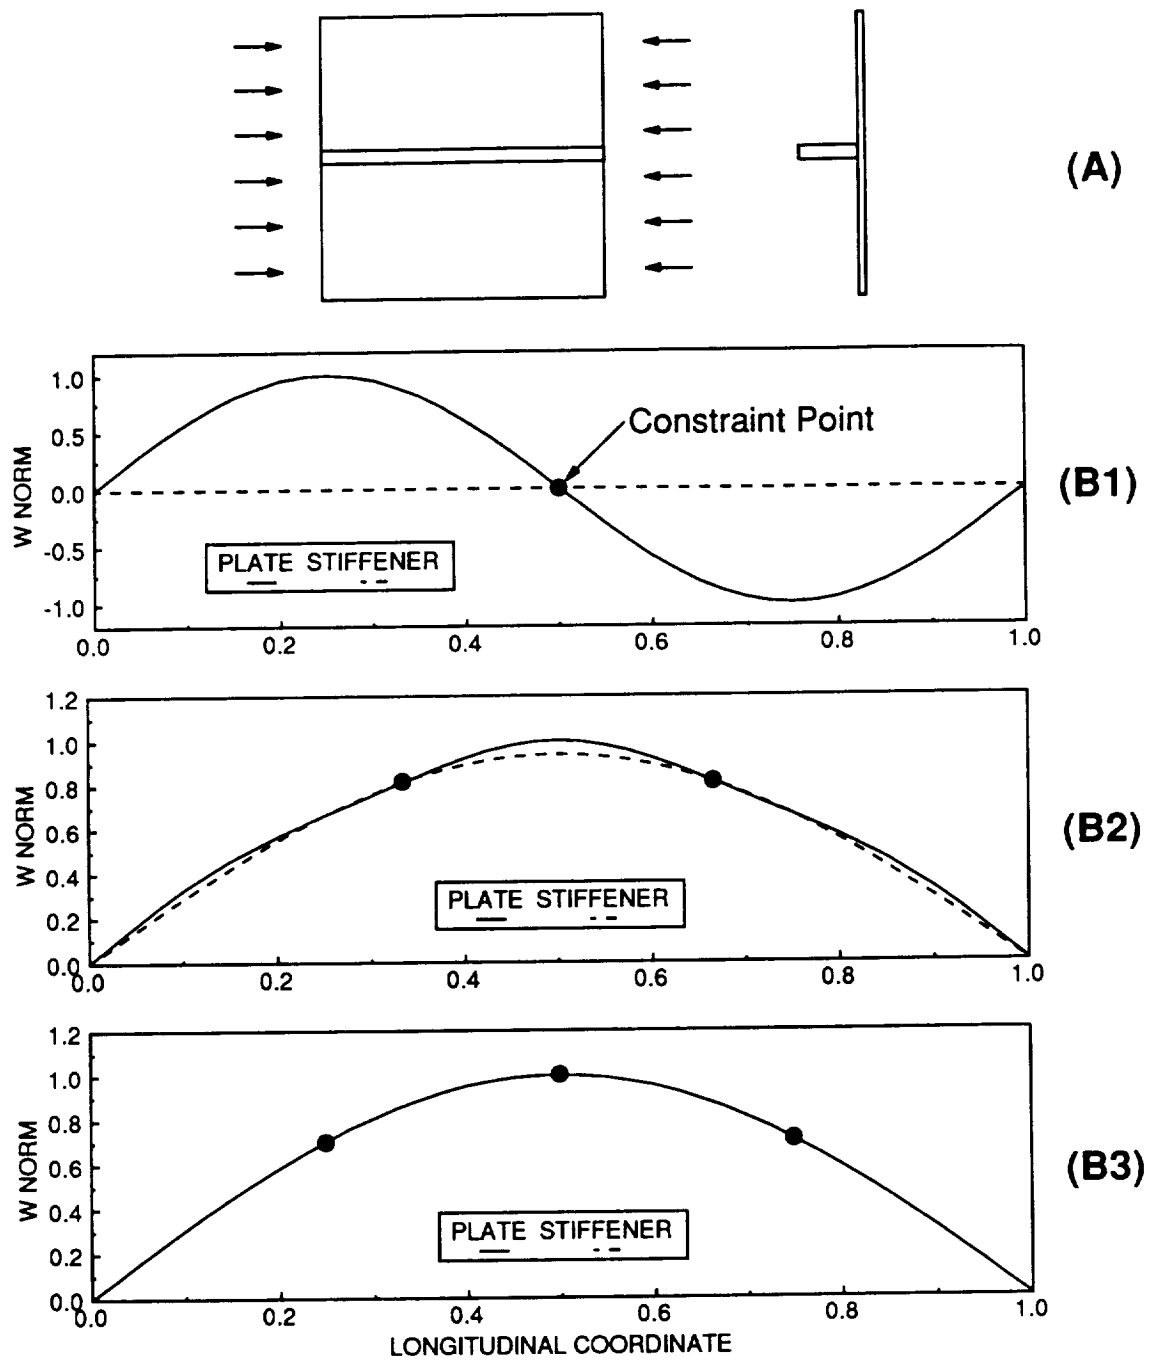 (A)
1.0
0.5
0.0
-0.5
-1.0
W NORM
Constraint Point
PLATE STIFFENER
(B1)
0.0 0.2 0.4 0.6 0.8 1.0
1.2
1.0
0.8
0.6
0.4
0.2
0.0
W NORM
PLATE STIFFENER
(B2)
0.0 0.2 0.4 0.6 0.8 1.0
1.2
1.0
0.8
0.6
0.4
0.2
0.0
W NORM
PLATE STIFFENER
(B3)
0.0 0.2 0.4 0.6 0.8 1.0
LONGITUDINAL COORDINATE